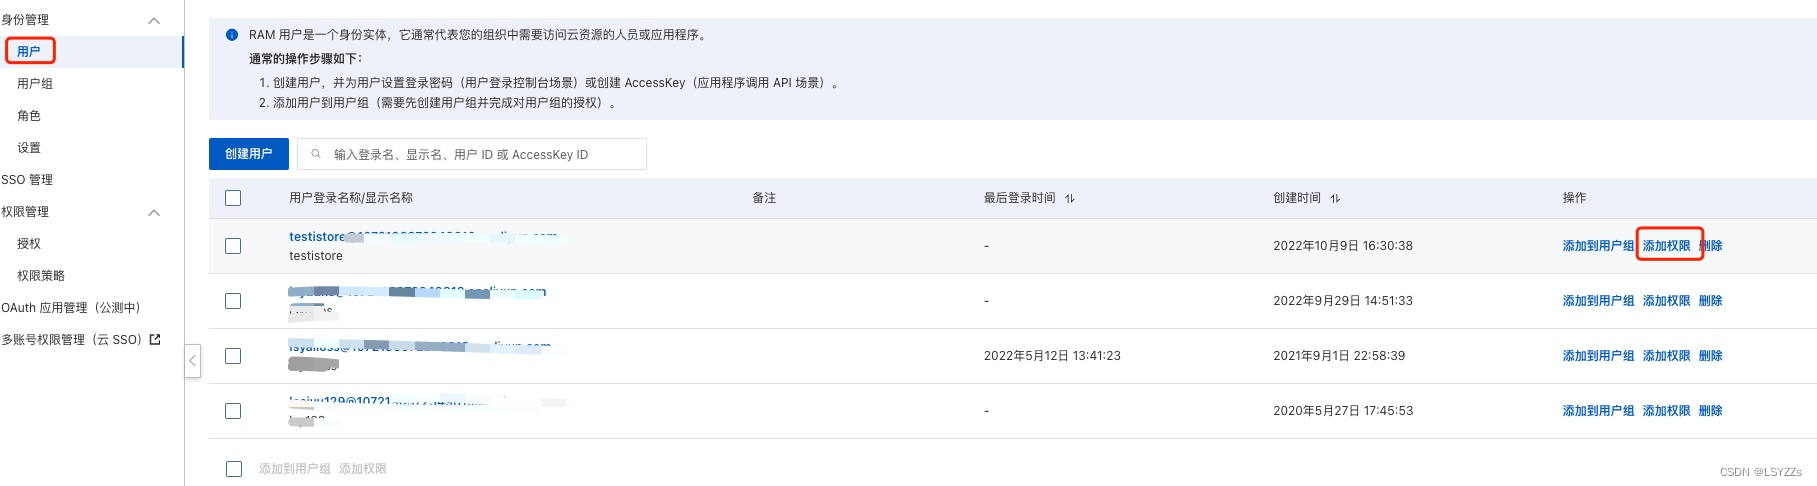 身份管理
用户
用户组
角色
设置
SSO 管理
权限管理
授权
权限策略
OAuth 应用管理（公测中）
多账号权限管理（云 SSO）
RAM 用户是一个身份实体，它通常代表您的组织中需要访问云资源的人员或应用程序。
通常的操作步骤如下：
1. 创建用户，并为用户设置登录密码（用户登录控制台场景）或创建 AccessKey（应用程序调用 API 场景）。
2. 添加用户到用户组（需要先创建用户组并完成对用户组的授权）。
创建用户 输入登录名、显示名、用户 ID 或 AccessKey ID
用户登录名称/显示名称 备注 最后登录时间 创建时间 操作
testistore@
testistore
- 2022年10月9日 16:30:38 添加到用户组 添加权限 删除
- 2022年9月29日 14:51:33 添加到用户组 添加权限 删除
2022年5月12日 13:41:23 2021年9月1日 22:58:39 添加到用户组 添加权限 删除
- 2020年5月27日 17:45:53 添加到用户组 添加权限 删除
添加到用户组 添加权限
CSDN @LSYZZs